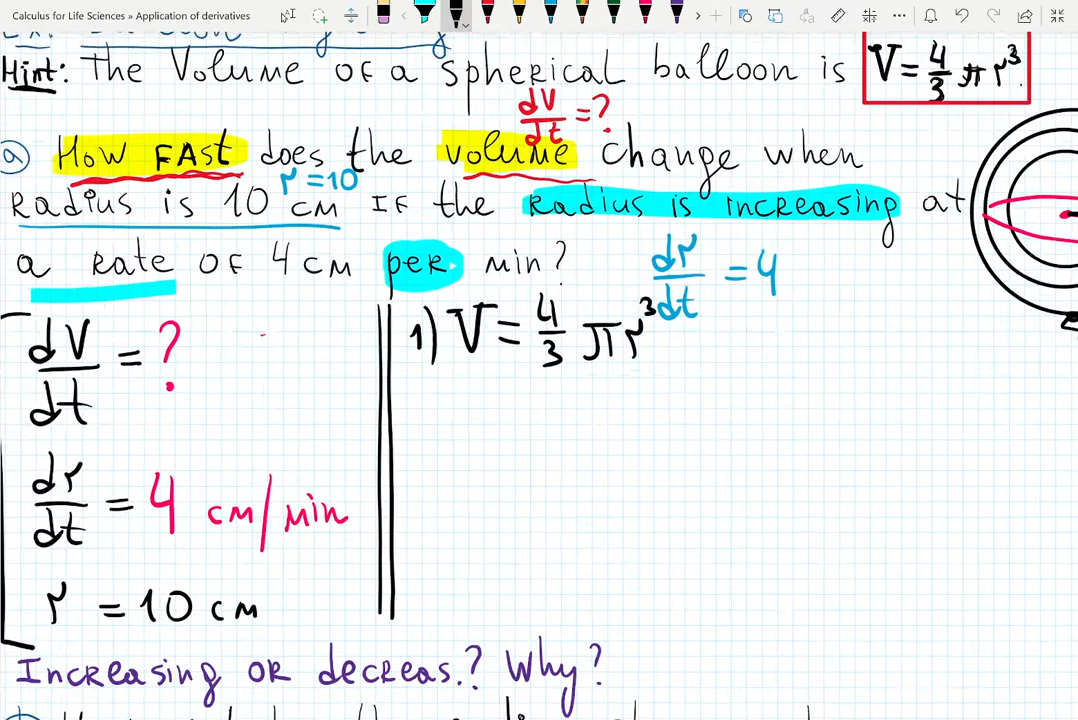 Calculus for Life Sciences » Application of derivatives
Hint: The Volume of a spherical balloon is V = 4/3 π r³
dV/dt = ?
a) How FAst does the volume change when
r = 10
Radius is 10 cm IF the Radius is increasing at
a Rate OF 4 cm per min? dr/dt = 4
dV/dt = ?
1) V = 4/3 π r³
dr/dt = 4 cm/min
r = 10 cm
Increasing OR decreas.? Why?